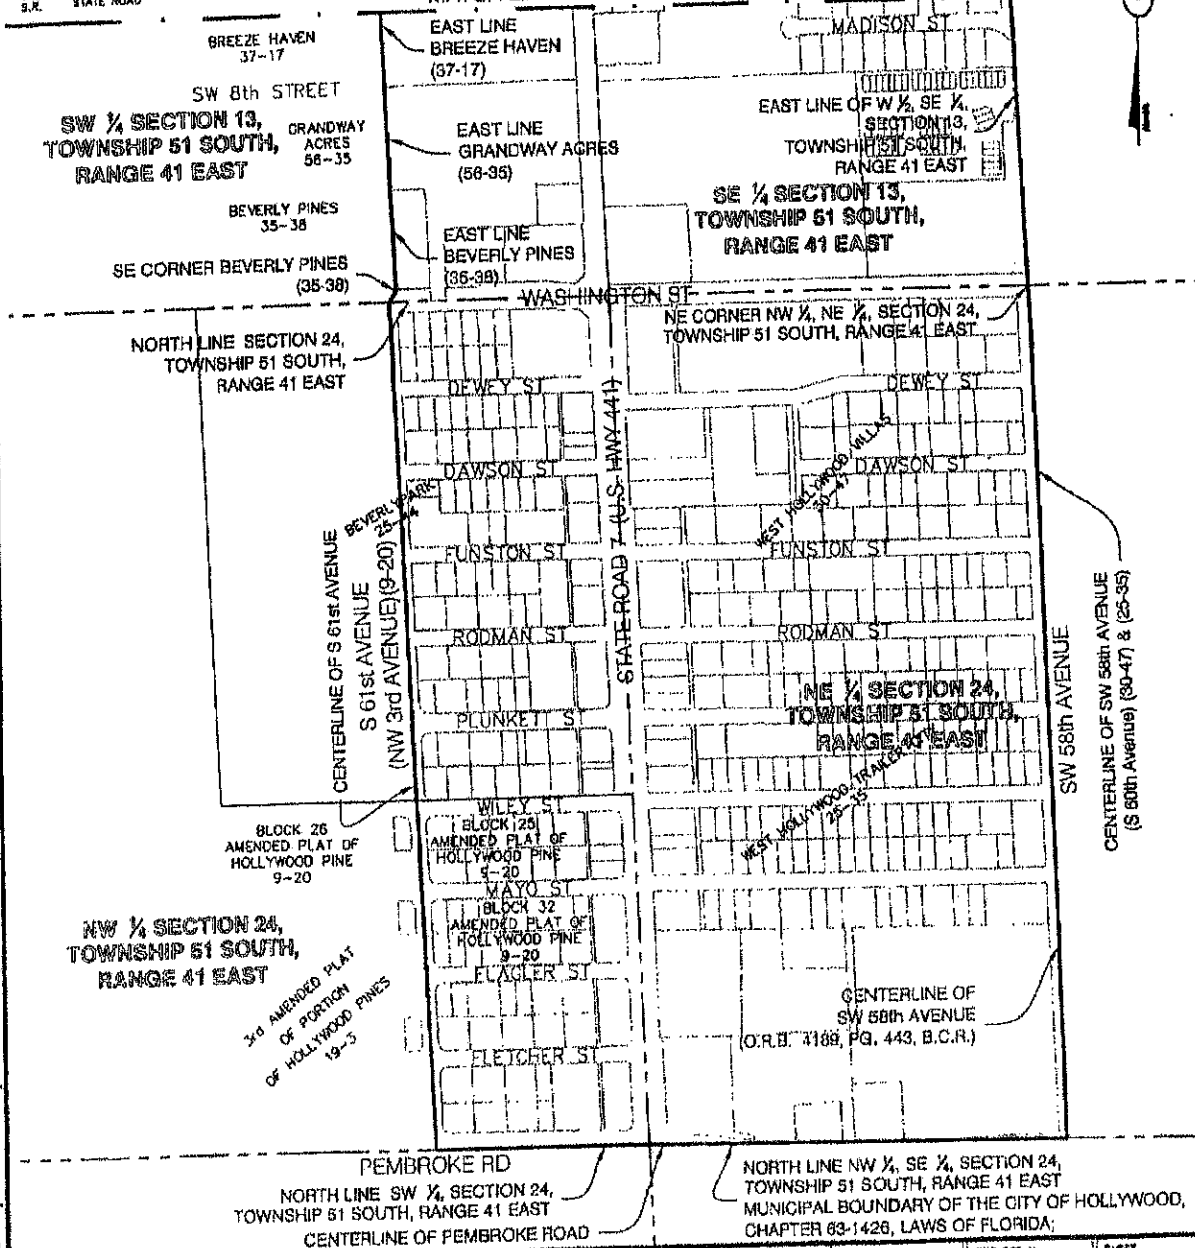 S.R. STATE ROAD
BREEZE HAVEN
37-17
EAST LINE
BREEZE HAVEN
(37-17)
MADISON ST
SW 8th STREET
SW ¼ SECTION 13,
TOWNSHIP 51 SOUTH,
RANGE 41 EAST
GRANDWAY
ACRES
56-35
EAST LINE
GRANDWAY ACRES
(56-35)
EAST LINE OF W ½, SE ¼,
SECTION 13,
TOWNSHIP 51 SOUTH,
RANGE 41 EAST
SE ¼ SECTION 13,
TOWNSHIP 51 SOUTH,
RANGE 41 EAST
BEVERLY PINES
35-38
EAST LINE
BEVERLY PINES
(35-38)
SE CORNER BEVERLY PINES
(35-38)
WASHINGTON ST
NORTH LINE SECTION 24,
TOWNSHIP 51 SOUTH,
RANGE 41 EAST
NE CORNER NW ¼, NE ¼, SECTION 24,
TOWNSHIP 51 SOUTH, RANGE 41 EAST
DEWEY ST
DEWEY ST
DAWSON ST
DAWSON ST
BEVERLY PARK
25-44
WEST HOLLYWOOD VILLAS
30-47
FUNSTON ST
FUNSTON ST
STATE ROAD 7 (U.S. HWY 441)
CENTERLINE OF S 61st AVENUE
S 61st AVENUE
(NW 3rd AVENUE)(9-20)
RODMAN ST
RODMAN ST
SW 58th AVENUE
CENTERLINE OF SW 58th AVENUE
(S 60th Avenue) (30-47) & (25-35)
NE ¼ SECTION 24,
TOWNSHIP 51 SOUTH,
RANGE 41 EAST
PLUNKETT ST
WEST HOLLYWOOD TRAILER
25-35
WILEY ST
BLOCK 26
AMENDED PLAT OF
HOLLYWOOD PINE
9-20
BLOCK 25
AMENDED PLAT OF
HOLLYWOOD PINE
9-20
MAYO ST
BLOCK 32
AMENDED PLAT OF
HOLLYWOOD PINE
9-20
NW ¼ SECTION 24,
TOWNSHIP 51 SOUTH,
RANGE 41 EAST
FLAGLER ST
3rd AMENDED PLAT
OF PORTION
OF HOLLYWOOD PINES
19-3
CENTERLINE OF
SW 58th AVENUE
(O.R.B. 4189, PG. 443, B.C.R.)
FLETCHER ST
PEMBROKE RD
NORTH LINE SW ¼, SECTION 24,
TOWNSHIP 51 SOUTH, RANGE 41 EAST
CENTERLINE OF PEMBROKE ROAD
NORTH LINE NW ¼, SE ¼, SECTION 24,
TOWNSHIP 51 SOUTH, RANGE 41 EAST
MUNICIPAL BOUNDARY OF THE CITY OF HOLLYWOOD,
CHAPTER 63-1426, LAWS OF FLORIDA;